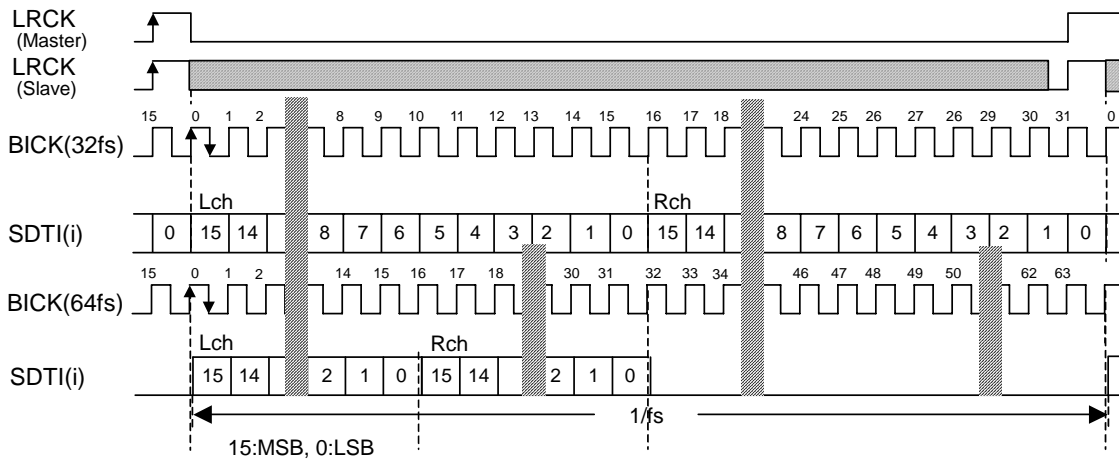 LRCK
(Master)
LRCK
(Slave)
15 0 1 2 8 9 10 11 12 13 14 15 16 17 18 24 25 26 27 26 29 30 31 0
BICK(32fs)
Lch Rch
SDTI(i) 0 15 14 8 7 6 5 4 3 2 1 0 15 14 8 7 6 5 4 3 2 1 0
15 0 1 2 14 15 16 17 18 30 31 32 33 34 46 47 48 49 50 62 63
BICK(64fs)
Lch Rch
SDTI(i) 15 14 2 1 0 15 14 2 1 0
1/fs
15:MSB, 0:LSB